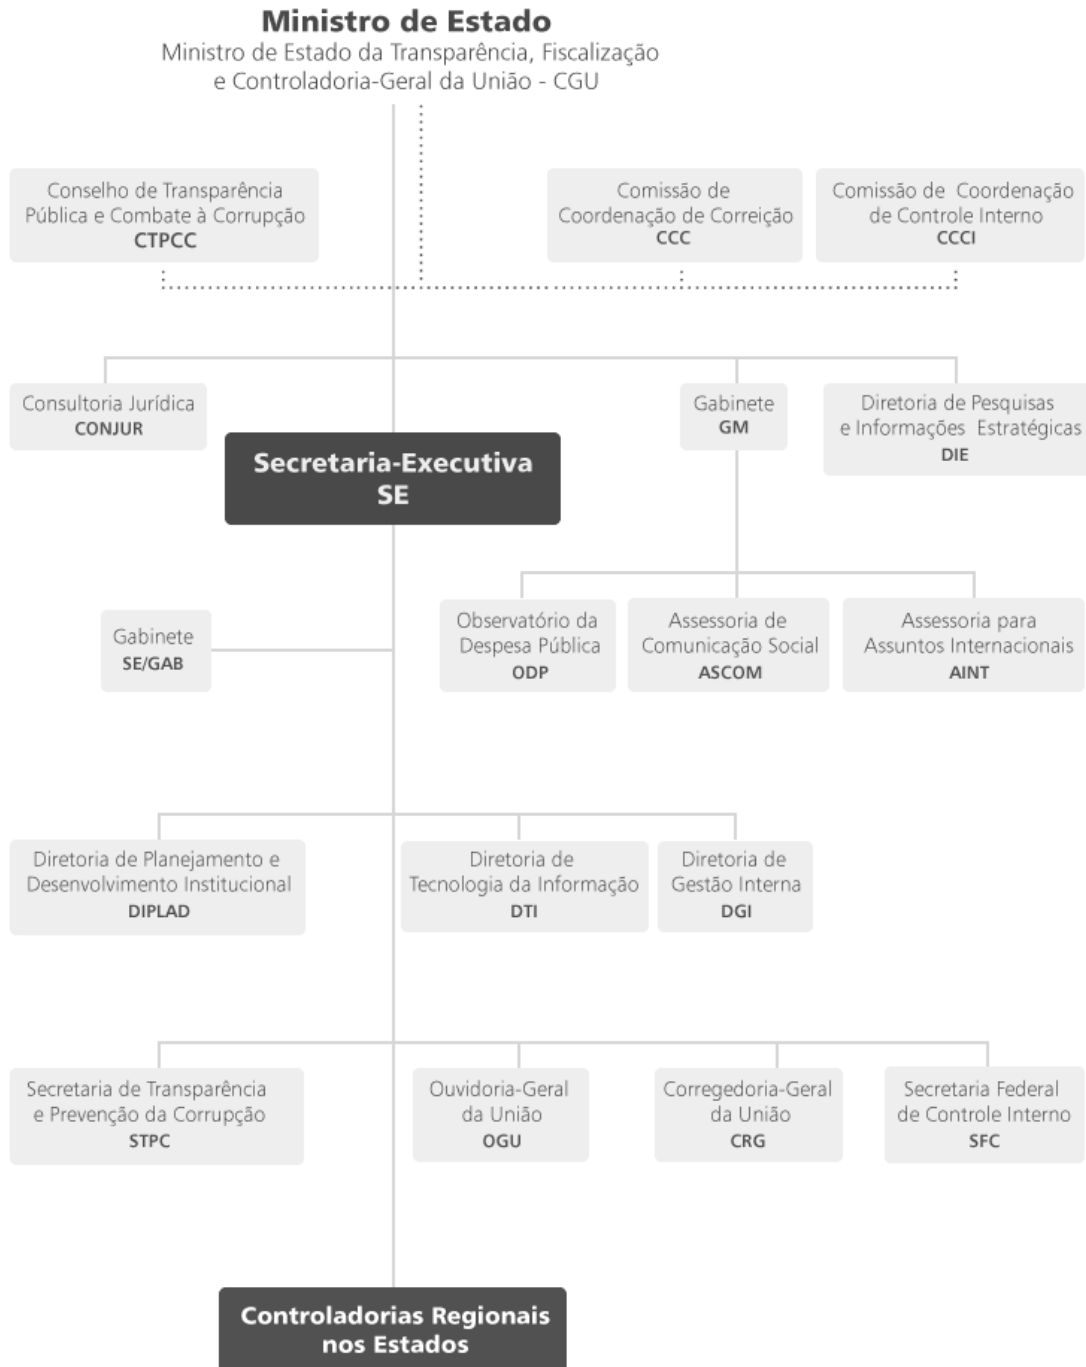 Ministro de Estado
Ministro de Estado da Transparência, Fiscalização
e Controladoria-Geral da União - CGU
Conselho de Transparência
Pública e Combate à Corrupção
CTPCC
Comissão de
Coordenação de Correição
CCC
Comissão de Coordenação
de Controle Interno
CCCI
Consultoria Jurídica
CONJUR
Secretaria-Executiva
SE
Gabinete
GM
Diretoria de Pesquisas
e Informações Estratégicas
DIE
Gabinete
SE/GAB
Observatório da
Despesa Pública
ODP
Assessoria de
Comunicação Social
ASCOM
Assessoria para
Assuntos Internacionais
AINT
Diretoria de Planejamento e
Desenvolvimento Institucional
DIPLAD
Diretoria de
Tecnologia da Informação
DTI
Diretoria de
Gestão Interna
DGI
Secretaria de Transparência
e Prevenção da Corrupção
STPC
Ouvidoria-Geral
da União
OGU
Corregedoria-Geral
da União
CRG
Secretaria Federal
de Controle Interno
SFC
Controladorias Regionais
nos Estados